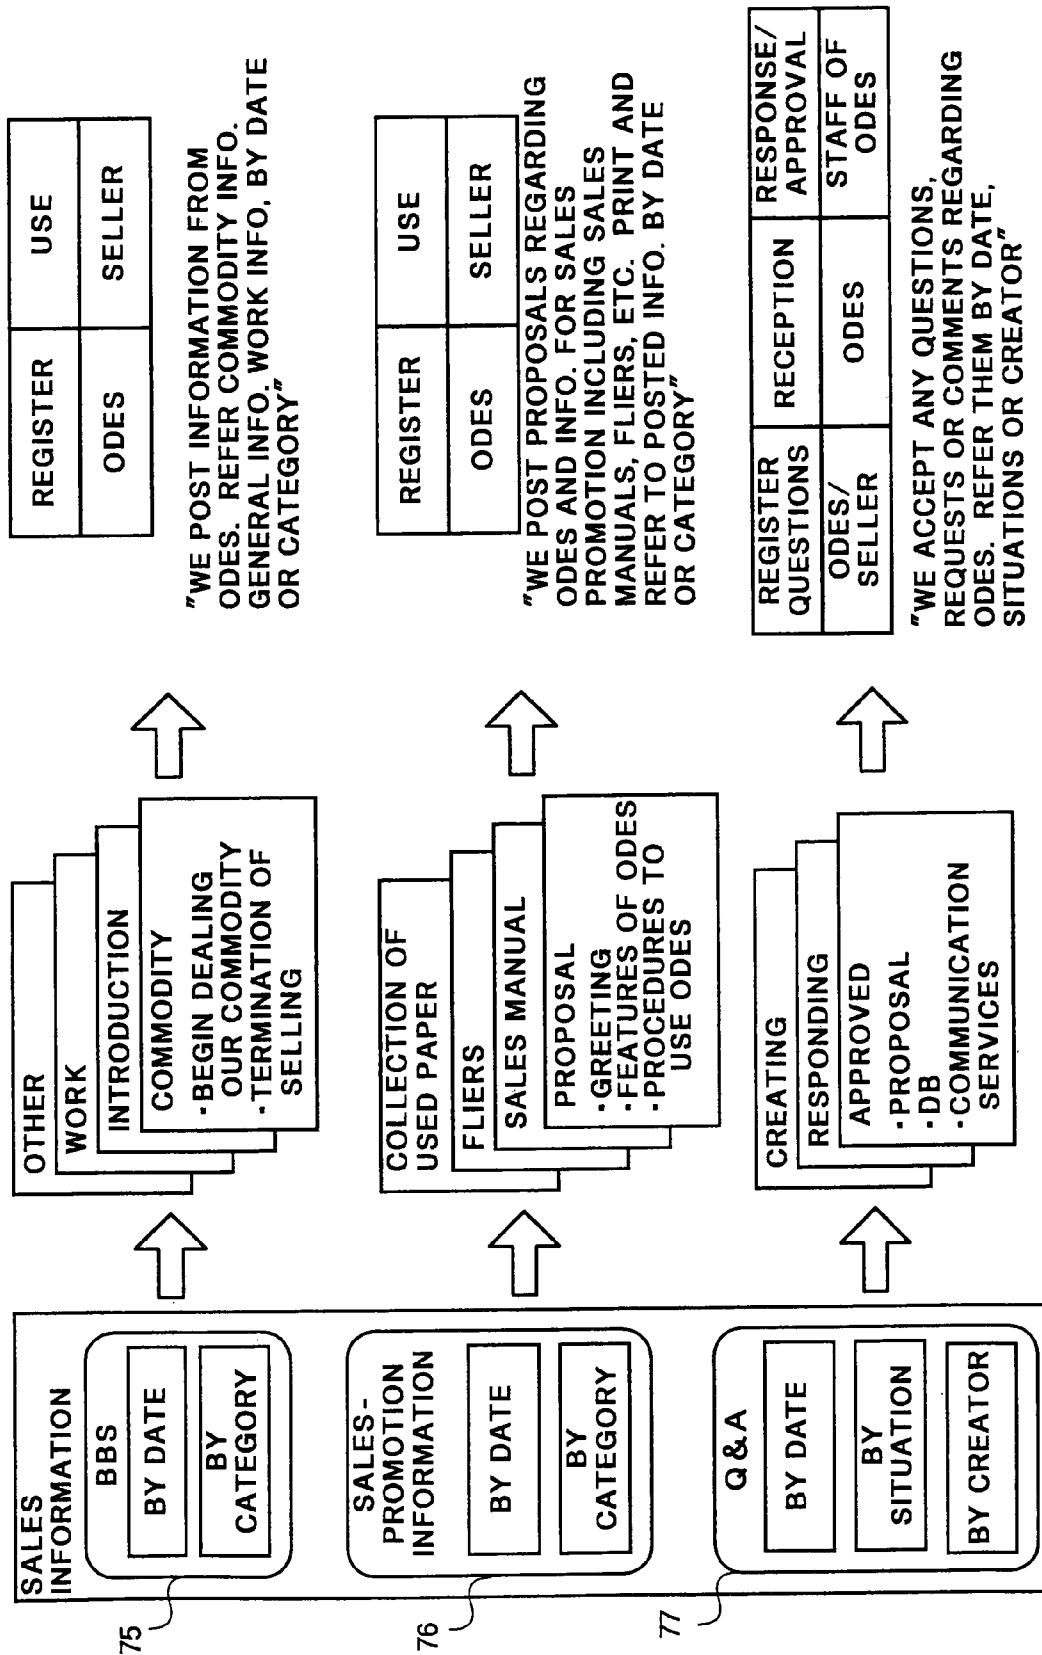 SALES
INFORMATION
75
BBS
BY DATE
BY
CATEGORY
OTHER
WORK
INTRODUCTION
COMMODITY
·BEGIN DEALING
OUR COMMODITY
·TERMINATION OF
SELLING
REGISTER
USE
ODES
SELLER
"WE POST INFORMATION FROM
ODES. REFER COMMODITY INFO.
GENERAL INFO. WORK INFO, BY DATE
OR CATEGORY"
76
SALES-
PROMOTION
INFORMATION
BY DATE
BY
CATEGORY
COLLECTION OF
USED PAPER
FLIERS
SALES MANUAL
PROPOSAL
·GREETING
·FEATURES OF ODES
·PROCEDURES TO
USE ODES
REGISTER
USE
ODES
SELLER
"WE POST PROPOSALS REGARDING
ODES AND INFO. FOR SALES
PROMOTION INCLUDING SALES
MANUALS, FLIERS, ETC. PRINT AND
REFER TO POSTED INFO. BY DATE
OR CATEGORY"
77
Q&A
BY DATE
BY
SITUATION
BY CREATOR
CREATING
RESPONDING
APPROVED
·PROPOSAL
·DB
·COMMUNICATION
SERVICES
REGISTER
QUESTIONS
RECEPTION
RESPONSE/
APPROVAL
ODES/
SELLER
ODES
STAFF OF
ODES
"WE ACCEPT ANY QUESTIONS,
REQUESTS OR COMMENTS REGARDING
ODES. REFER THEM BY DATE,
SITUATIONS OR CREATOR"